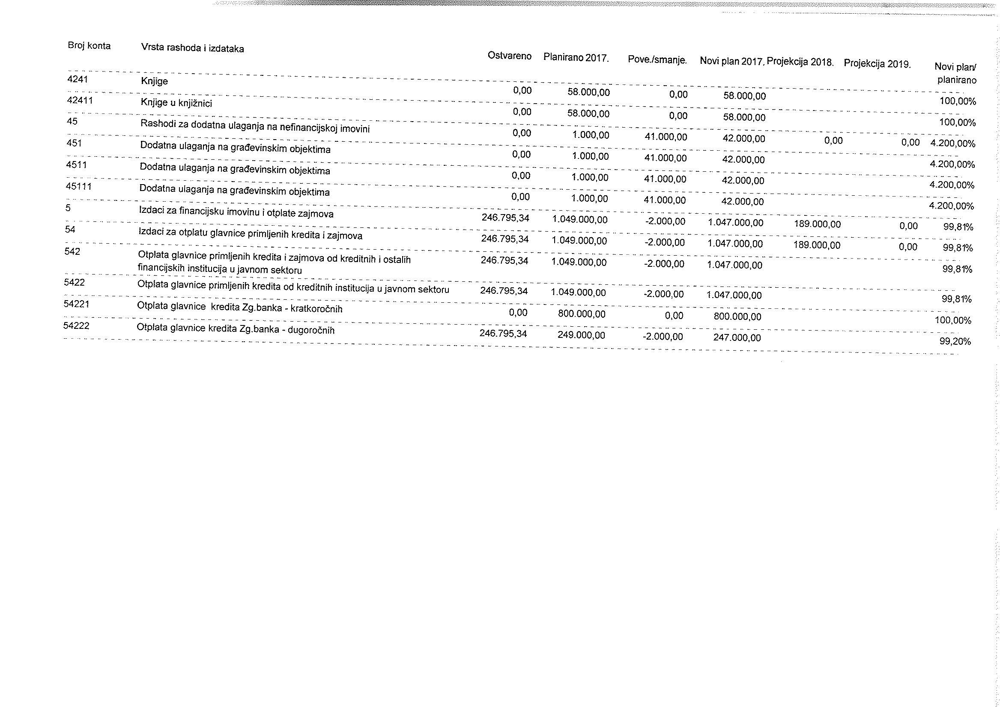 Broj konta Vrsta rashoda i izdataka Ostvareno Planirano 2017. Pove./smanje. Novi plan 2017. Projekcija 2018. Projekcija 2019. Novi plan/
planirano
4241 Knjige 0,00 58.000,00 0,00 58.000,00 100,00%
42411 Knjige u knjižnici 0,00 58.000,00 0,00 58.000,00 100,00%
45 Rashodi za dodatna ulaganja na nefinancijskoj imovini 0,00 1.000,00 41.000,00 42.000,00 0,00 0,00 4.200,00%
451 Dodatna ulaganja na građevinskim objektima 0,00 1.000,00 41.000,00 42.000,00 4.200,00%
4511 Dodatna ulaganja na građevinskim objektima 0,00 1.000,00 41.000,00 42.000,00 4.200,00%
45111 Dodatna ulaganja na građevinskim objektima 0,00 1.000,00 41.000,00 42.000,00 4.200,00%
5 Izdaci za financijsku imovinu i otplate zajmova 246.795,34 1.049.000,00 -2.000,00 1.047.000,00 189.000,00 0,00 99,81%
54 Izdaci za otplatu glavnice primljenih kredita i zajmova 246.795,34 1.049.000,00 -2.000,00 1.047.000,00 189.000,00 0,00 99,81%
542 Otplata glavnice primljenih kredita i zajmova od kreditnih i ostalih 246.795,34 1.049.000,00 -2.000,00 1.047.000,00 99,81%
financijskih institucija u javnom sektoru
5422 Otplata glavnice primljenih kredita od kreditnih institucija u javnom sektoru 246.795,34 1.049.000,00 -2.000,00 1.047.000,00 99,81%
54221 Otplata glavnice kredita Zg.banka - kratkoročnih 0,00 800.000,00 0,00 800.000,00 100,00%
54222 Otplata glavnice kredita Zg.banka - dugoročnih 246.795,34 249.000,00 -2.000,00 247.000,00 99,20%